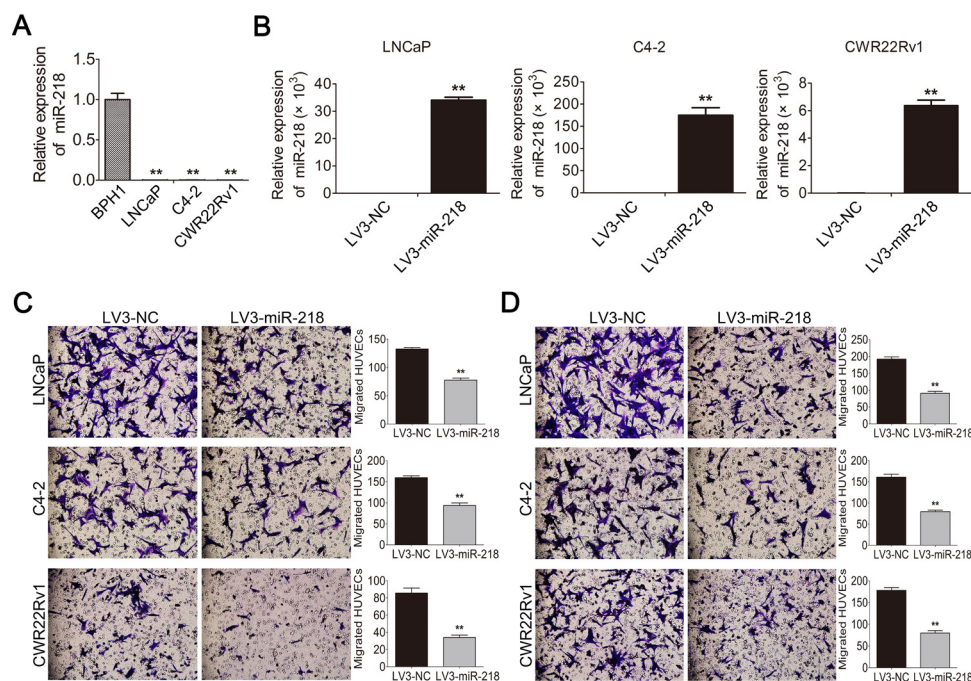 A
Relative expression
of miR-218
1.5
1.0
0.5
0.0
**
**
**
BPH1
LNCaP
C4-2
CWR22Rv1
B
LNCaP
Relative expression
of miR-218 (× 10³)
40
30
20
10
0
**
LV3-NC
LV3-miR-218
C4-2
Relative expression
of miR-218 (× 10³)
250
200
150
100
50
0
**
LV3-NC
LV3-miR-218
CWR22Rv1
Relative expression
of miR-218 (× 10³)
8
6
4
2
0
**
LV3-NC
LV3-miR-218
C
LV3-NC
LV3-miR-218
LNCaP
Migrated HUVECs
150
100
50
0
**
LV3-NC
LV3-miR-218
C4-2
Migrated HUVECs
200
150
100
50
0
**
LV3-NC
LV3-miR-218
CWR22Rv1
Migrated HUVECs
100
80
60
40
20
0
**
LV3-NC
LV3-miR-218
D
LV3-NC
LV3-miR-218
LNCaP
Migrated HUVECs
250
200
150
100
50
0
**
LV3-NC
LV3-miR-218
C4-2
Migrated HUVECs
200
150
100
50
0
**
LV3-NC
LV3-miR-218
CWR22Rv1
Migrated HUVECs
200
150
100
50
0
**
LV3-NC
LV3-miR-218